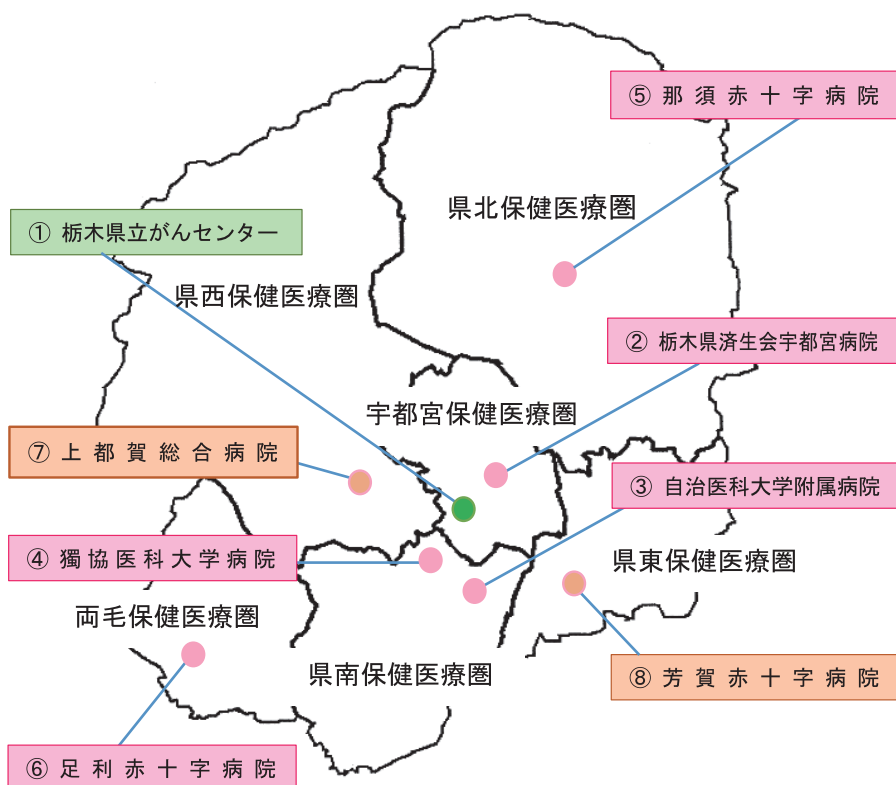 ⑤ 那須赤十字病院
県北保健医療圏
① 栃木県立がんセンター
県西保健医療圏
② 栃木県済生会宇都宮病院
宇都宮保健医療圏
⑦ 上都賀総合病院
③ 自治医科大学附属病院
④ 獨協医科大学病院
県東保健医療圏
両毛保健医療圏
県南保健医療圏
⑧ 芳賀赤十字病院
⑥ 足利赤十字病院